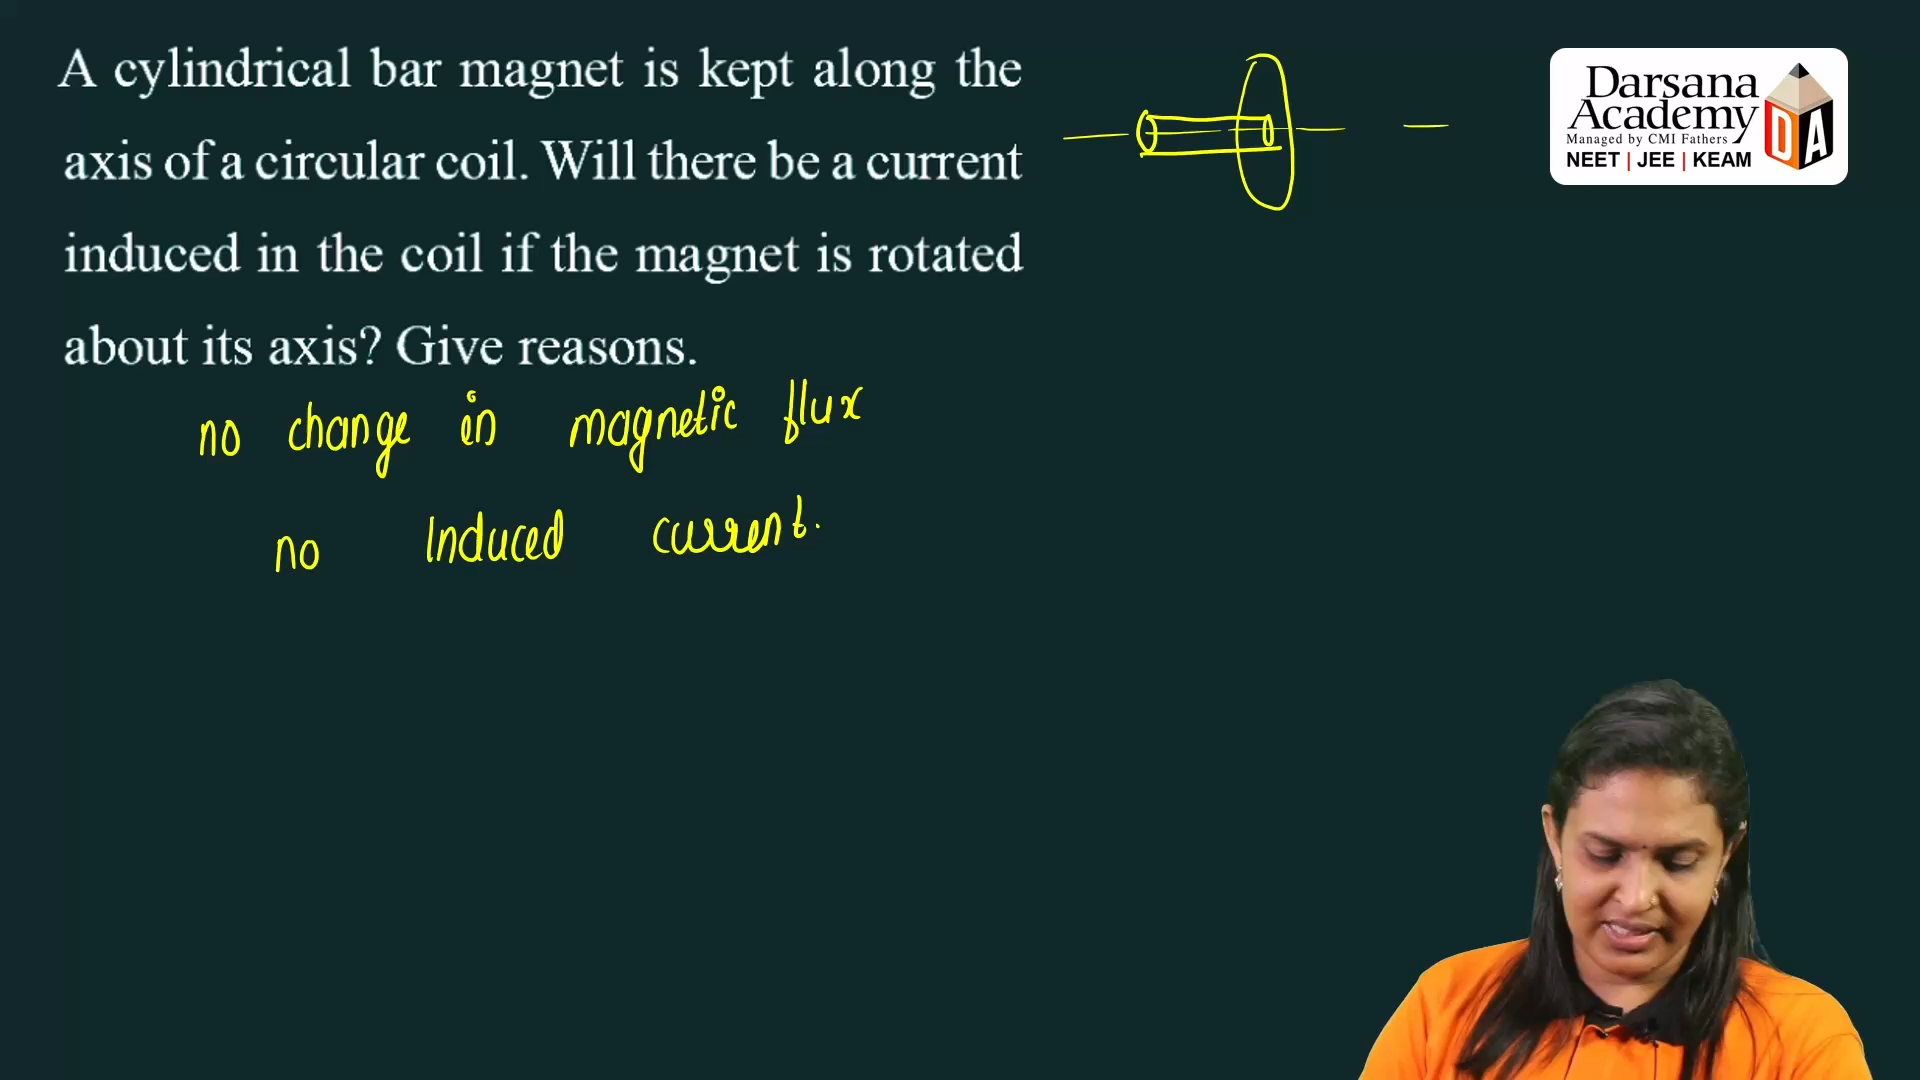 A cylindrical bar magnet is kept along the
axis of a circular coil. Will there be a current
induced in the coil if the magnet is rotated
about its axis? Give reasons.
no change in magnetic flux
no Induced current.
Darsana
Academy
Managed by CMI Fathers
NEET | JEE | KEAM
DA